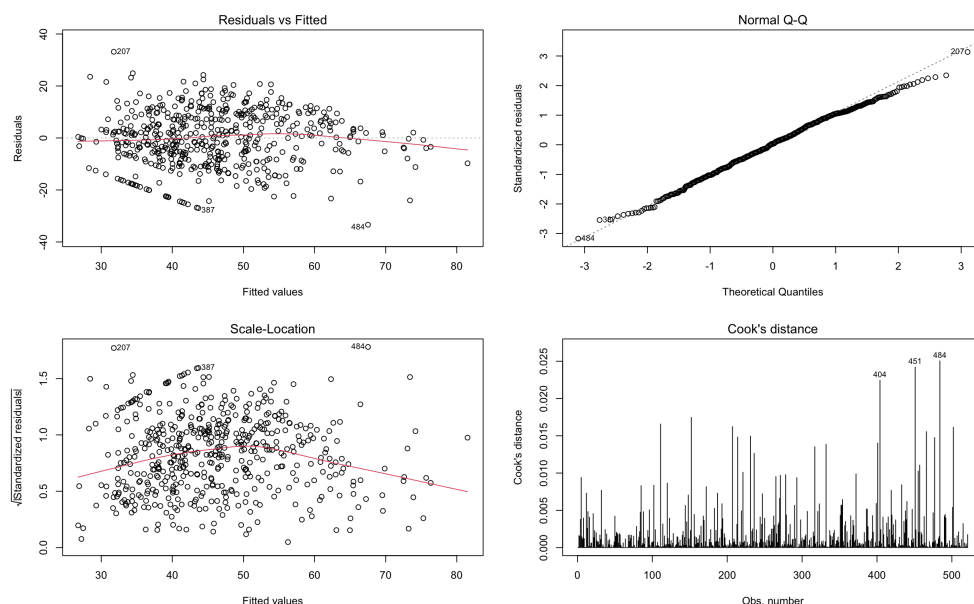 Residuals vs Fitted
Residuals
40
20
0
-20
-40
207
387
484
30 40 50 60 70 80
Fitted values
Normal Q-Q
Standardized residuals
3
2
1
0
-1
-2
-3
207
387
484
-3 -2 -1 0 1 2 3
Theoretical Quantiles
Scale-Location
√|Standardized residuals|
1.5
1.0
0.5
0.0
207
387
484
30 40 50 60 70 80
Fitted values
Cook's distance
Cook's distance
0.025
0.020
0.015
0.010
0.005
0.000
404
451
484
0 100 200 300 400 500
Obs. number